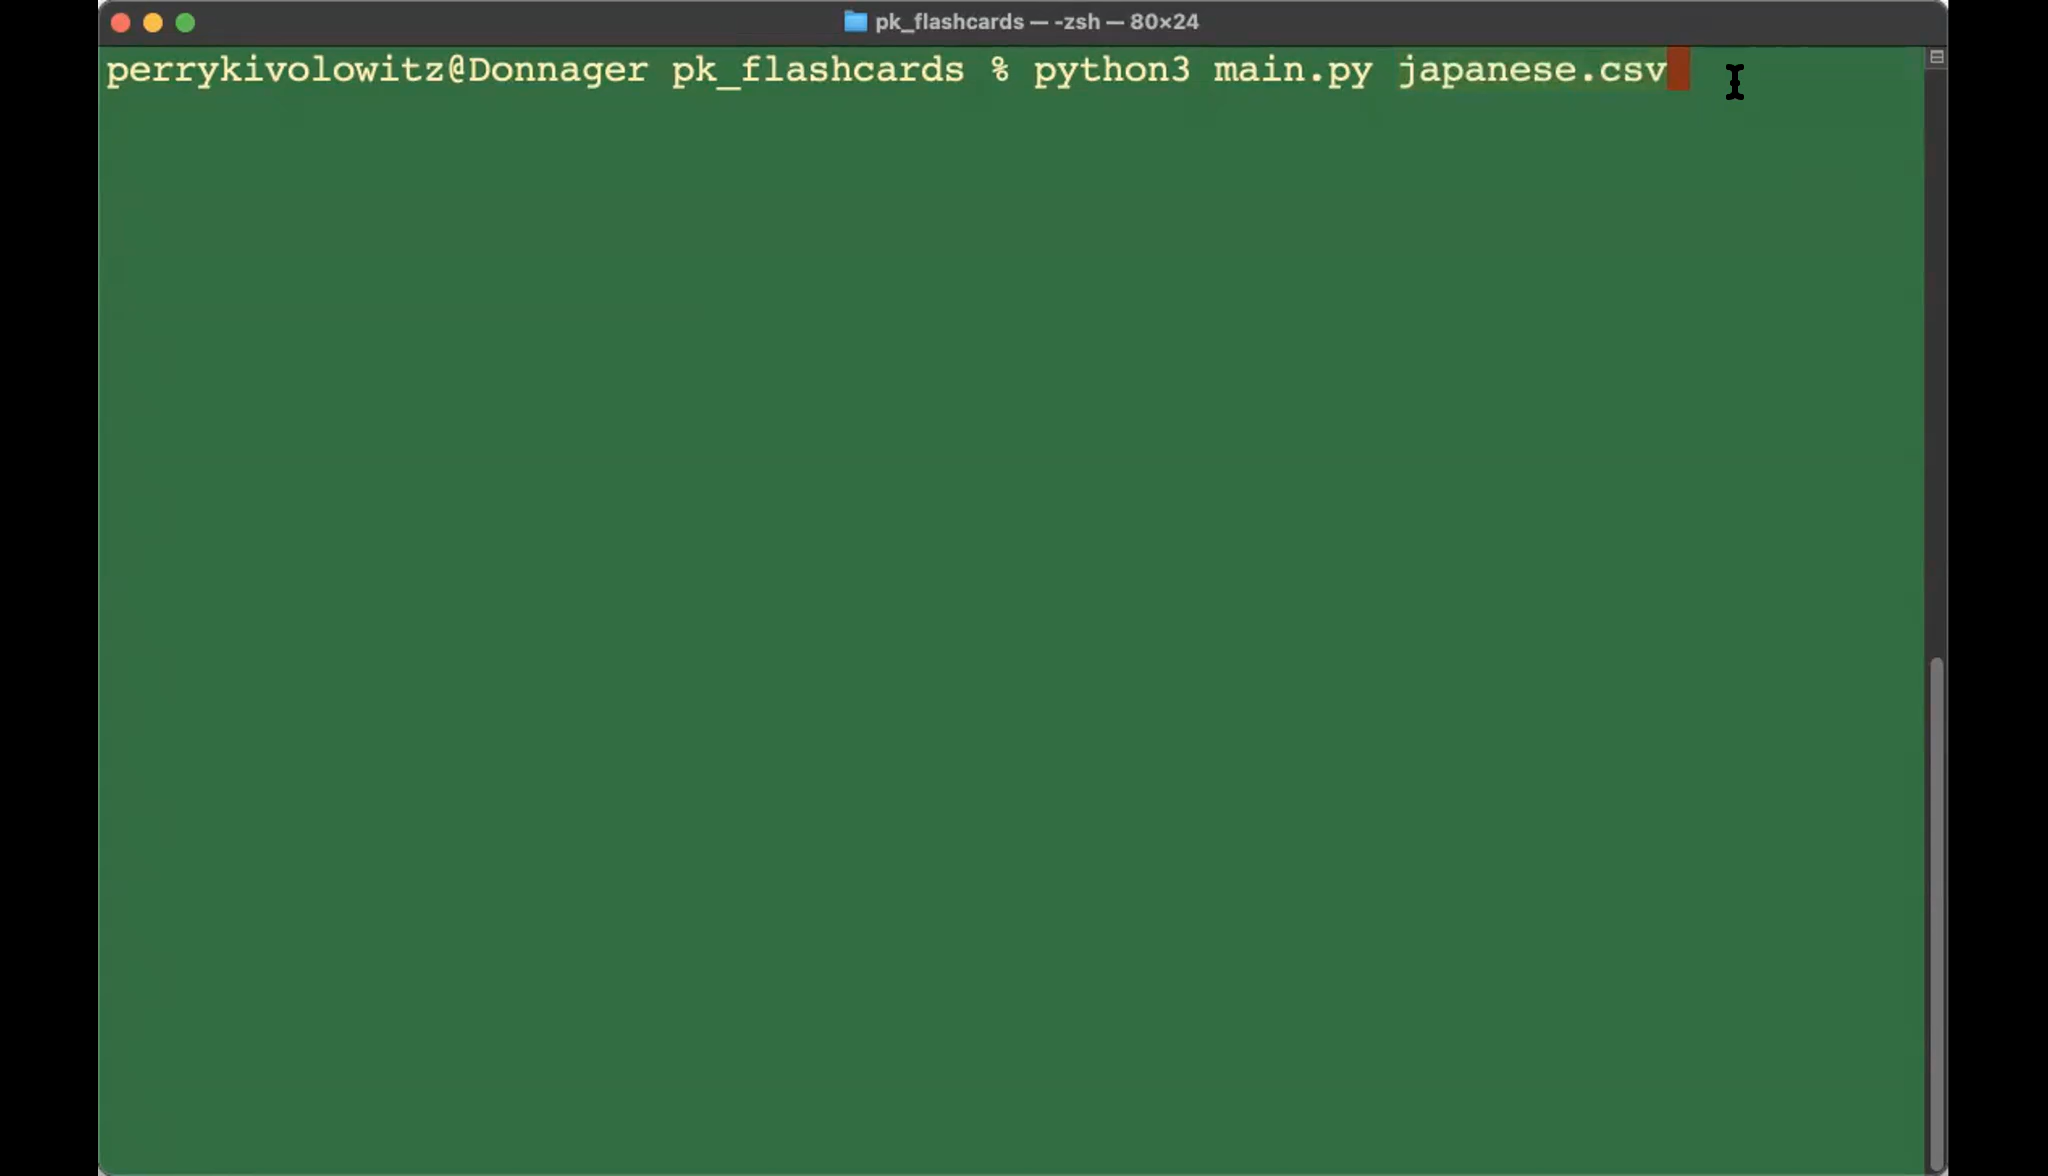 pk_flashcards — -zsh — 80×24
perrykivolowitz@Donnager pk_flashcards % python3 main.py japanese.csv